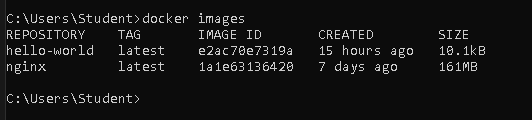 C:\Users\Student>docker images
REPOSITORY TAG IMAGE ID CREATED SIZE
hello-world latest e2ac70e7319a 15 hours ago 10.1kB
nginx latest 1a1e63136420 7 days ago 161MB
C:\Users\Student>